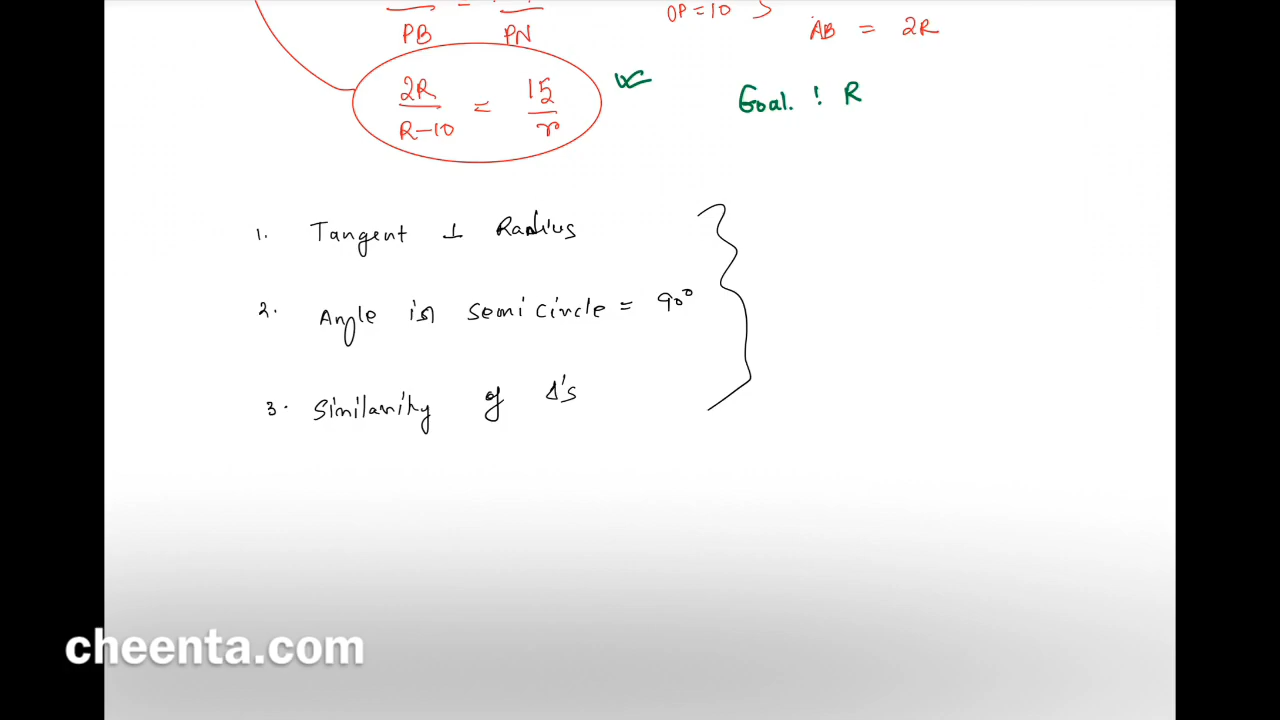 PB = PN
OP = 10
AB = 2R
2R / R-10 = 15 / r
Goal. ! R
1. Tangent ⊥ Radius
2. Angle in semicircle = 90°
3. Similarity of Δ's
cheenta.com